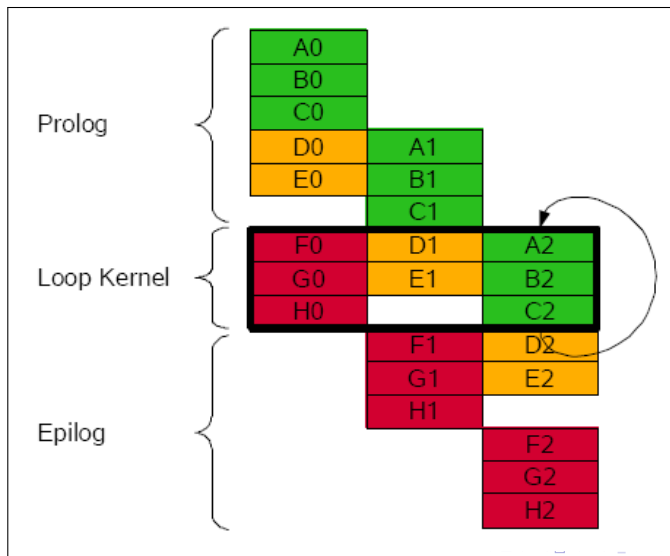 A0
B0
C0
Prolog
D0 A1
E0 B1
C1
F0 D1 A2
Loop Kernel G0 E1 B2
H0 C2
F1 D2
G1 E2
Epilog H1
F2
G2
H2